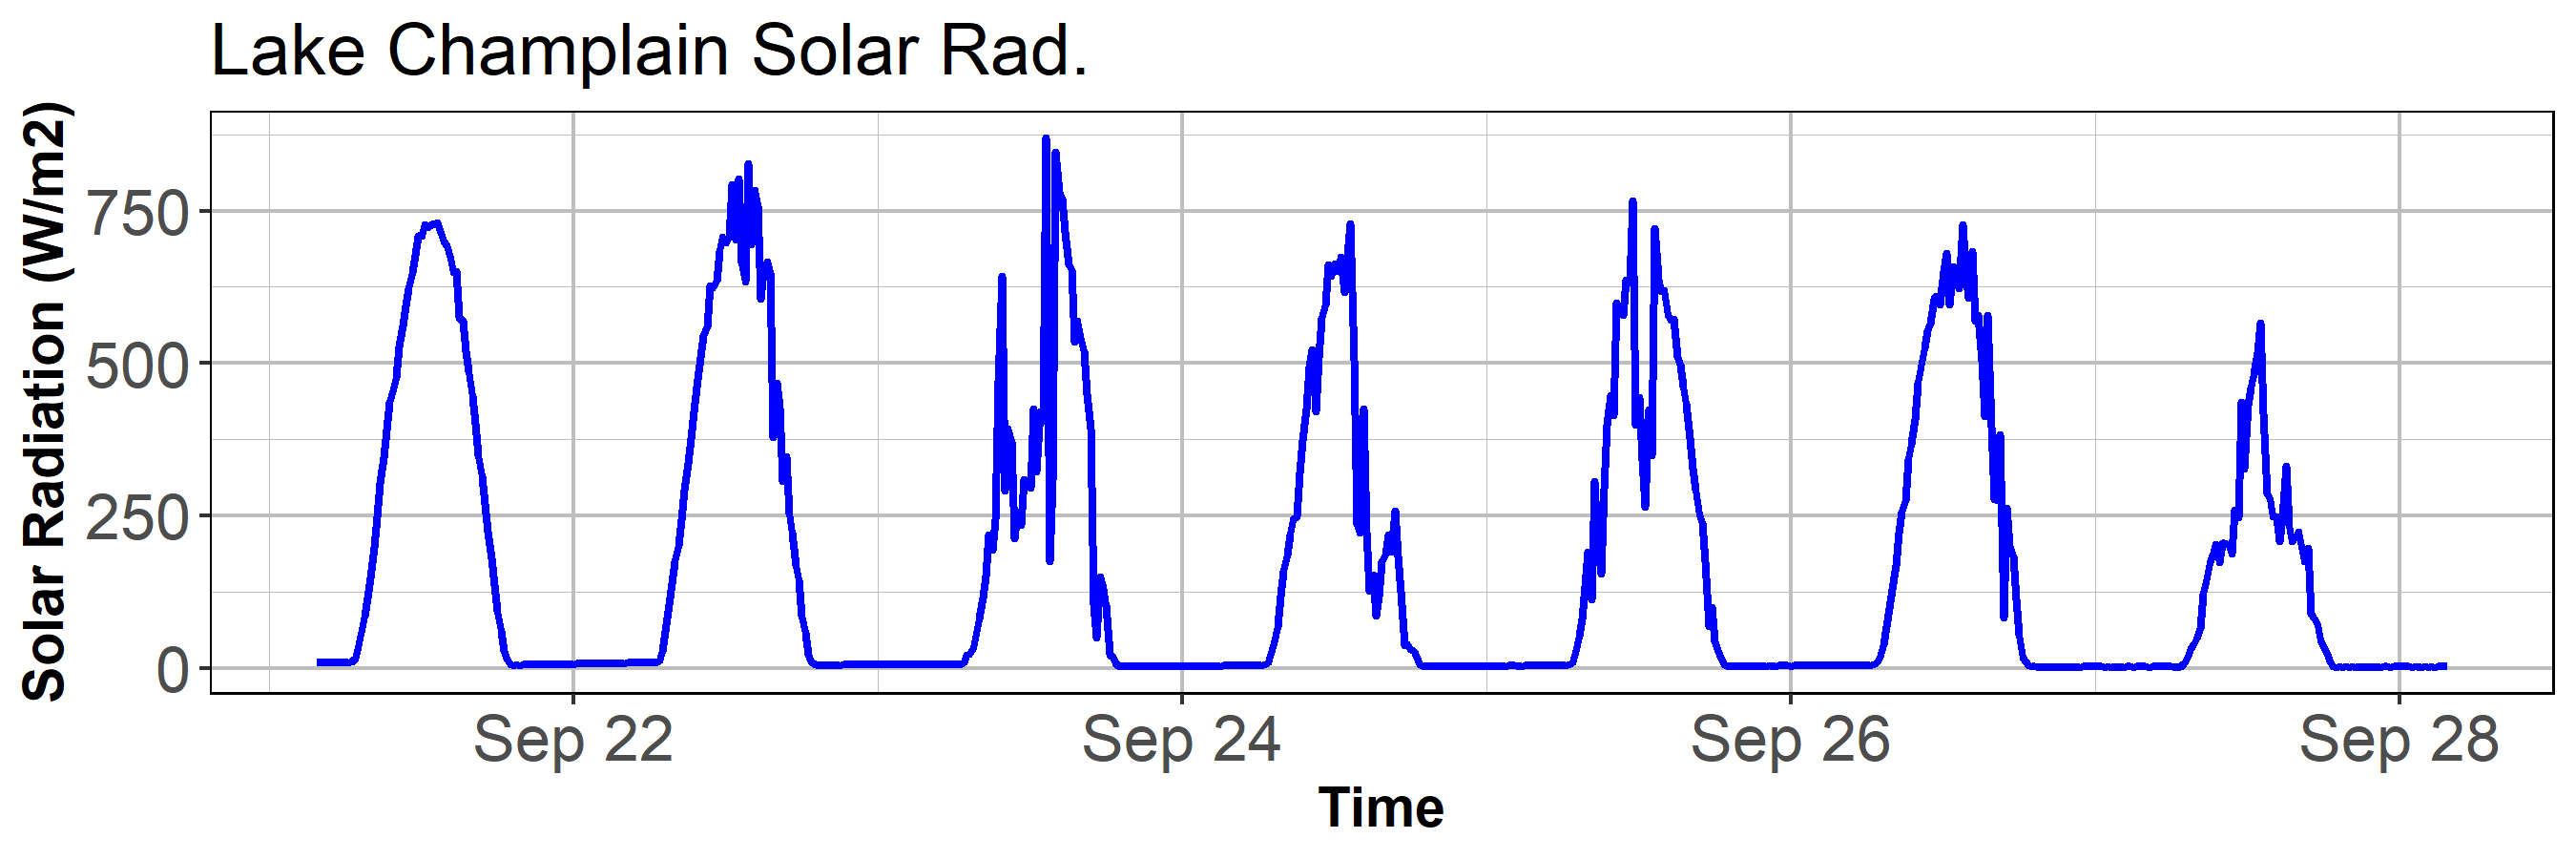 Lake Champlain Solar Rad.
Solar Radiation (W/m2)
750
500
250
0
Sep 22 Sep 24 Sep 26 Sep 28
Time